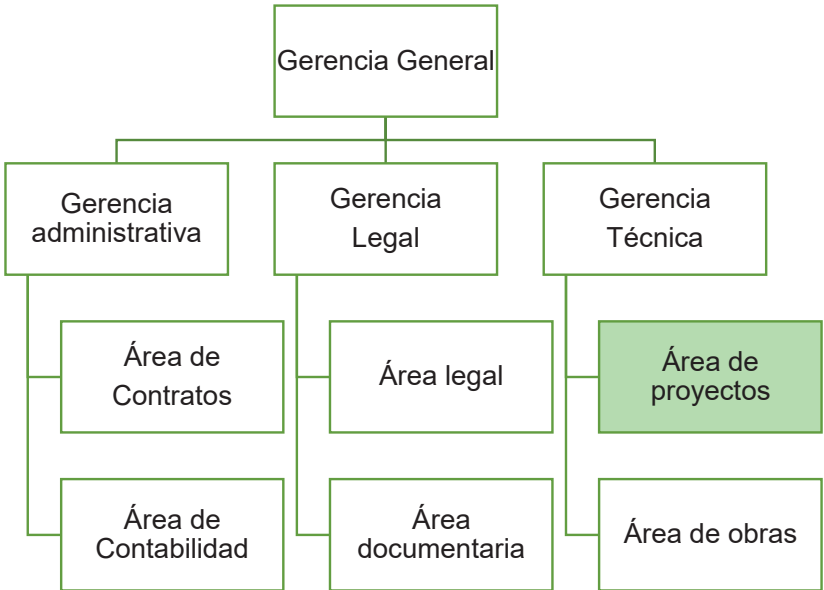 Gerencia General
Gerencia
administrativa
Gerencia
Legal
Gerencia
Técnica
Área de
Contratos
Área legal
Área de
proyectos
Área de
Contabilidad
Área
documentaria
Área de obras